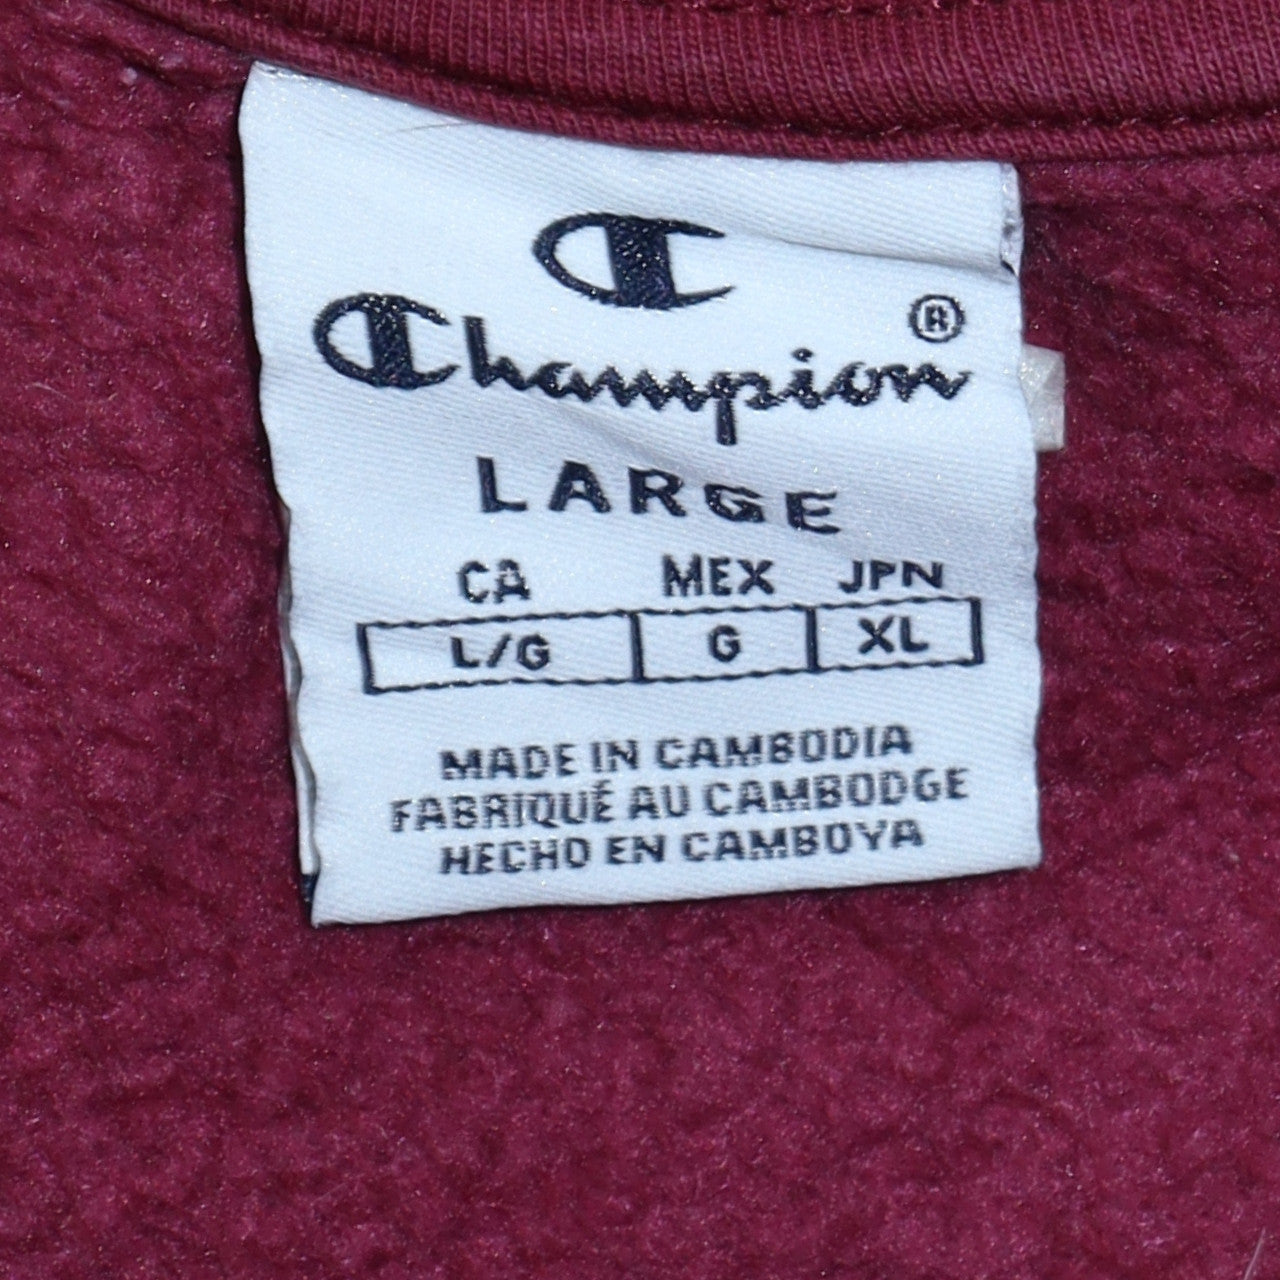 Champion®
LARGE
CA MEX JPN
L/G G XL
MADE IN CAMBODIA
FABRIQUÉ AU CAMBODGE
HECHO EN CAMBOYA